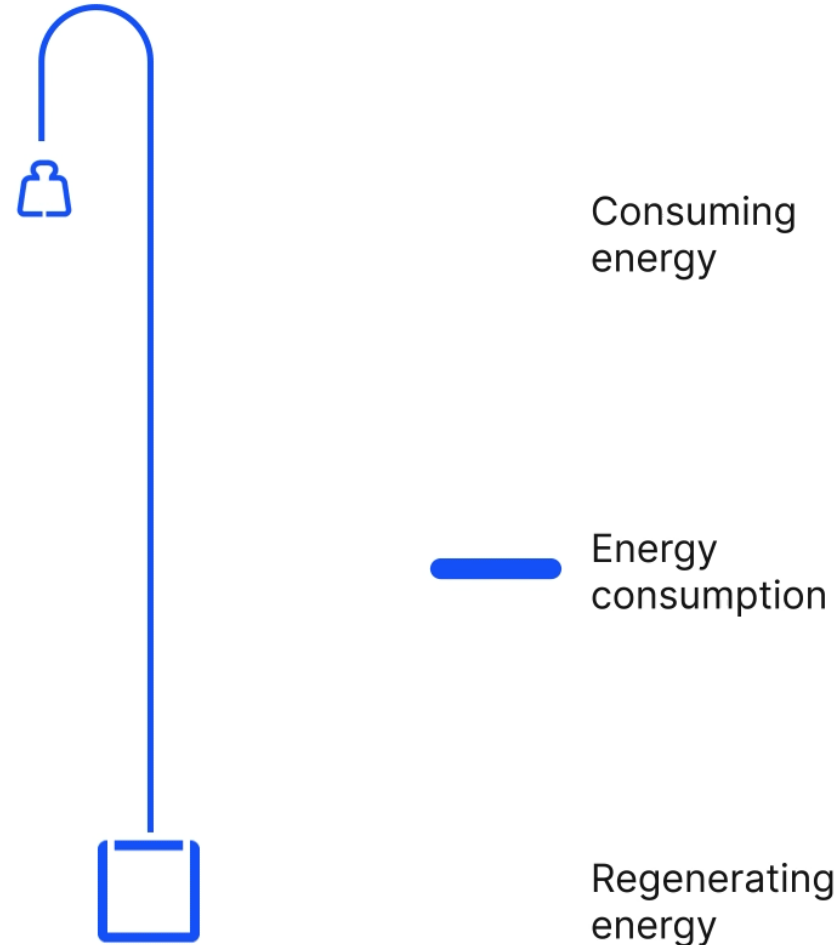 Consuming
energy
Energy
consumption
Regenerating
energy